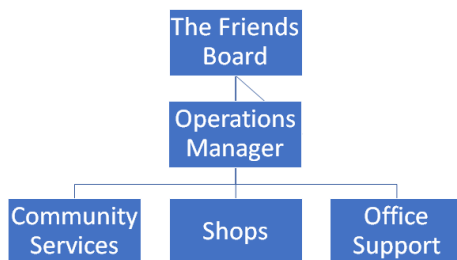 The Friends
Board
Operations
Manager
Community
Services
Shops
Office
Support